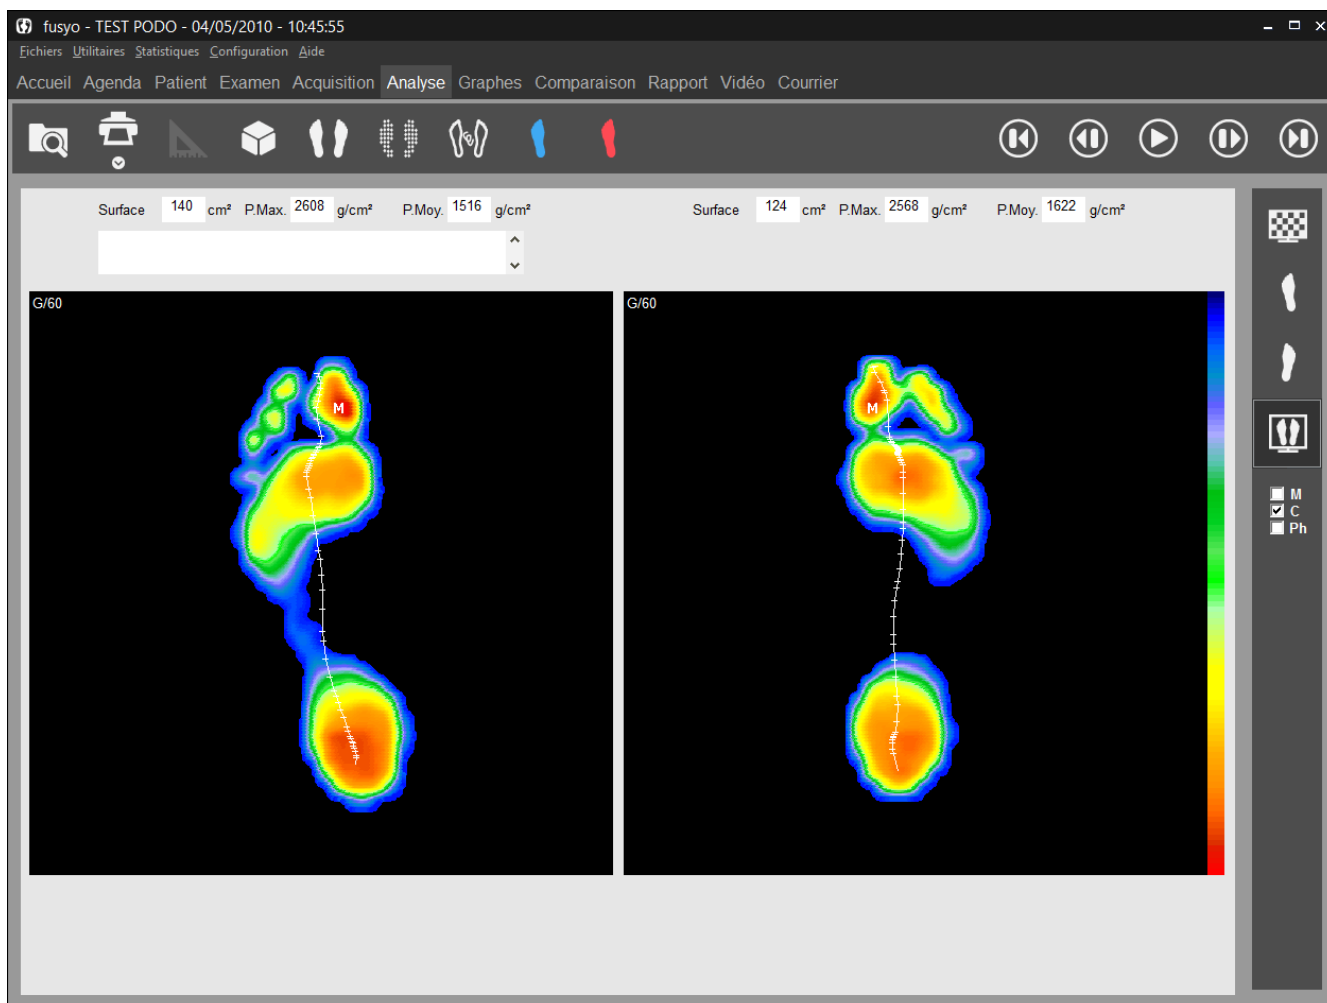 fusyo - TEST PODO - 04/05/2010 - 10:45:55
Fichiers Utilitaires Statistiques Configuration Aide
Accueil Agenda Patient Examen Acquisition Analyse Graphes Comparaison Rapport Vidéo Courrier
Surface 140 cm² P.Max. 2608 g/cm² P.Moy. 1516 g/cm²
Surface 124 cm² P.Max. 2568 g/cm² P.Moy. 1622 g/cm²
G/60
G/60
M
M
M
C
Ph